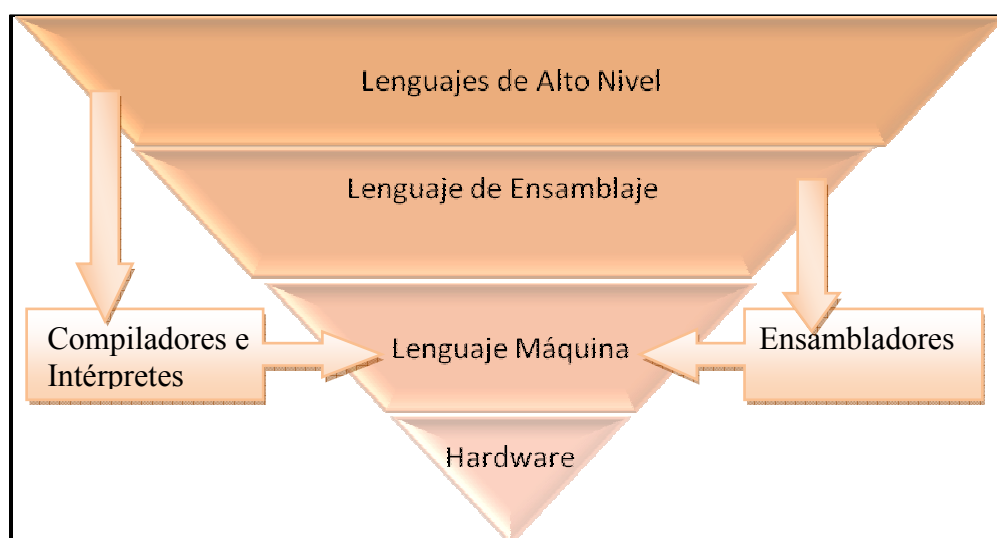 Lenguajes de Alto Nivel
Lenguaje de Ensamblaje
Compiladores e
Intérpretes
Lenguaje Máquina
Ensambladores
Hardware